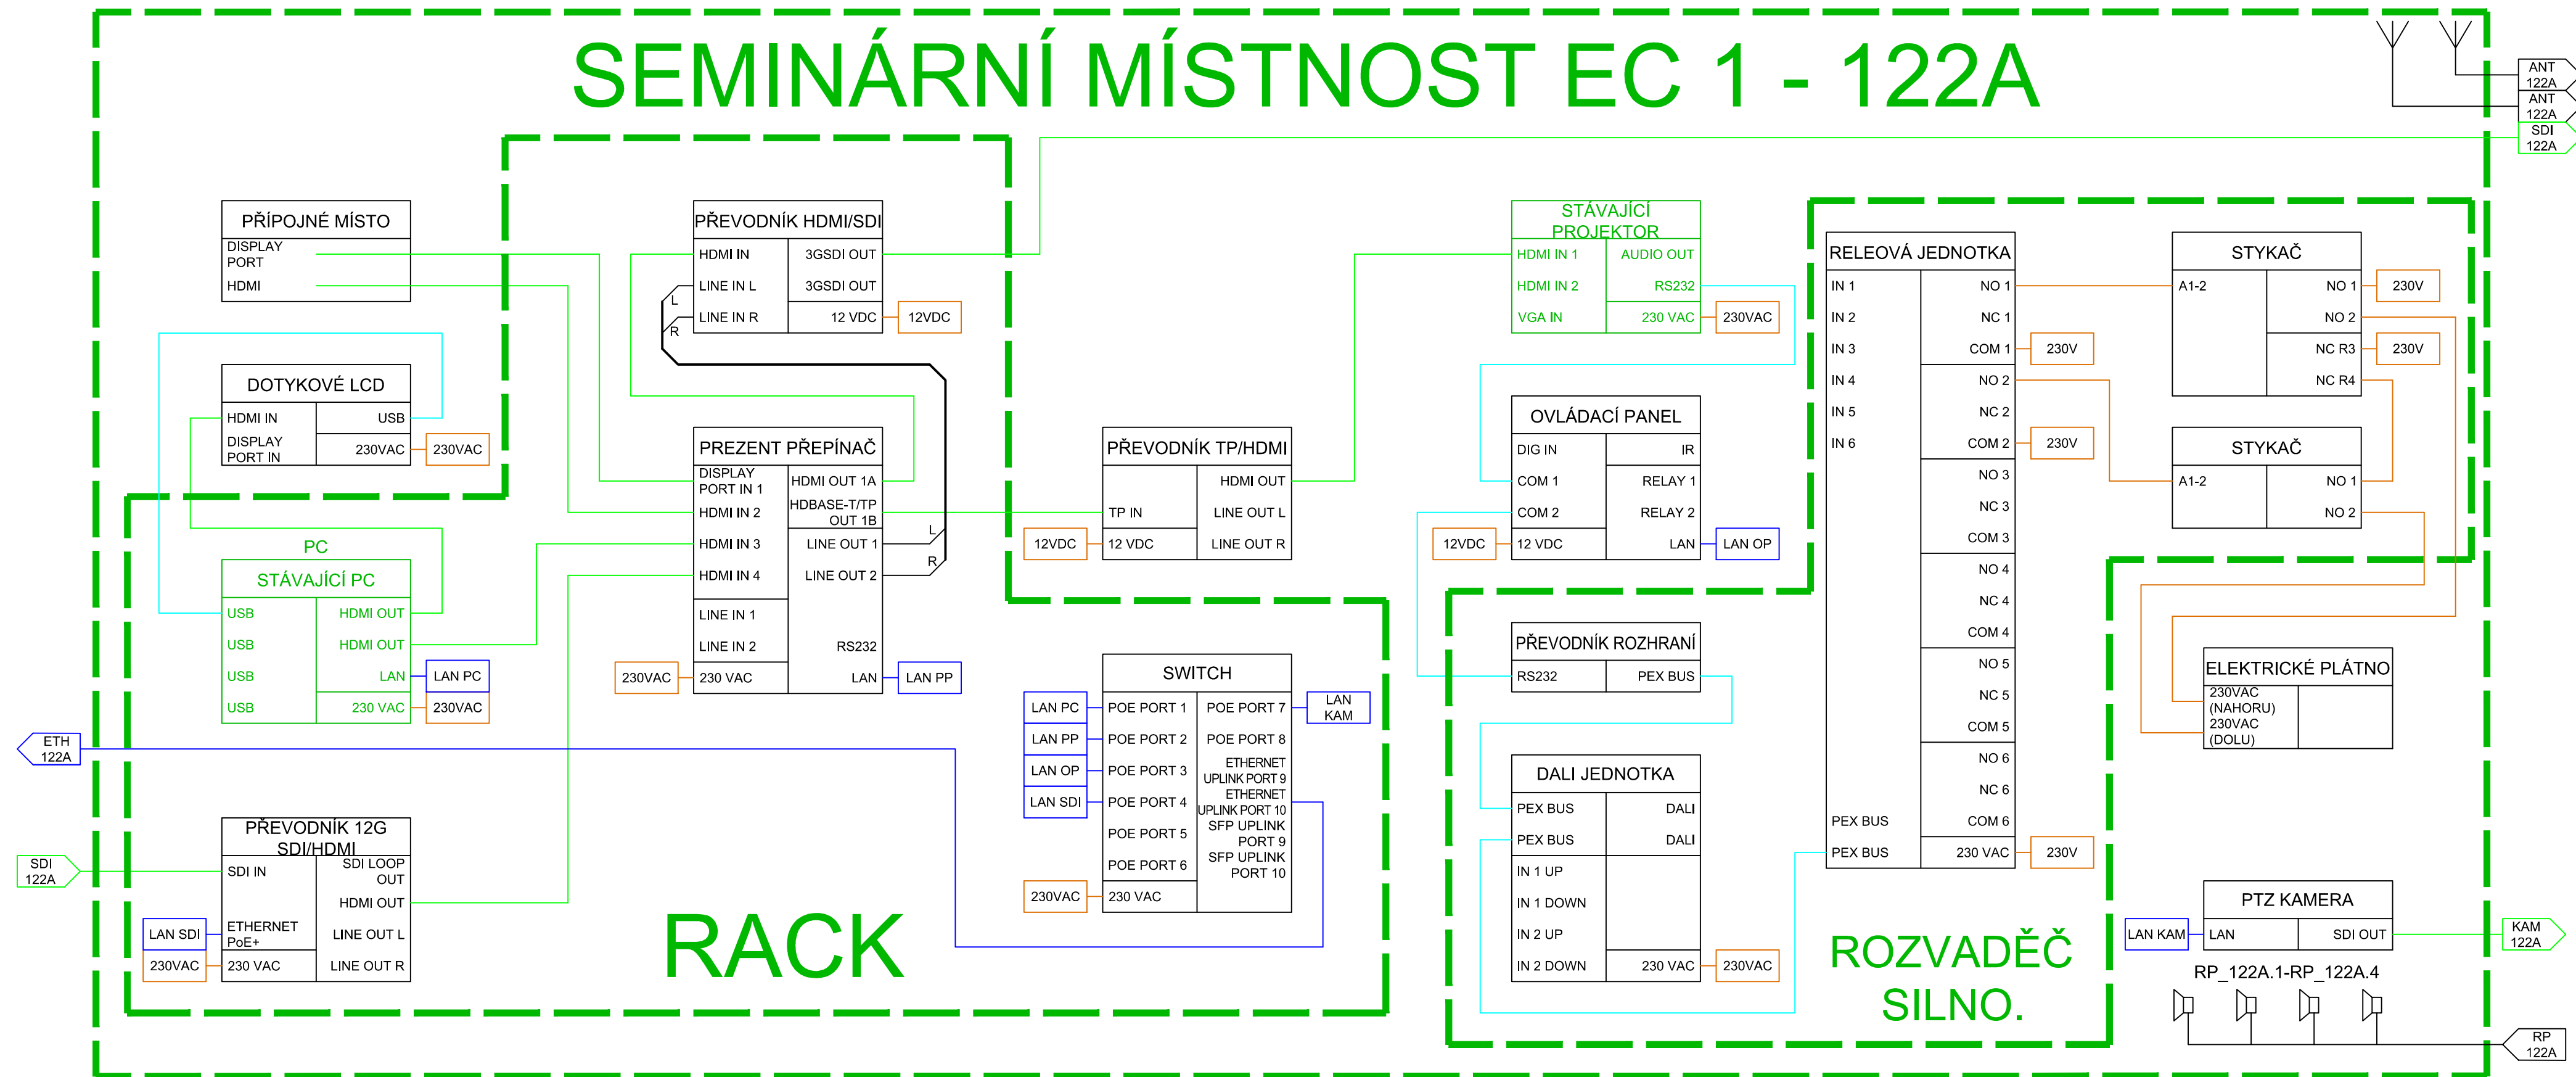 SEMINÁRNÍ MÍSTNOST EC 1 - 122A
ANT
122A
ANT
122A
SDI
122A
PŘÍPOJNÉ MÍSTO
DISPLAY
PORT
HDMI
PŘEVODNÍK HDMI/SDI
HDMI IN
3GSDI OUT
LINE IN L
3GSDI OUT
LINE IN R
12 VDC
12VDC
L
R
STÁVAJÍCÍ
PROJEKTOR
HDMI IN 1
AUDIO OUT
HDMI IN 2
RS232
VGA IN
230 VAC
230VAC
RELEOVÁ JEDNOTKA
IN 1
NO 1
IN 2
NC 1
IN 3
COM 1
230V
IN 4
NO 2
IN 5
NC 2
IN 6
COM 2
230V
NO 3
NC 3
COM 3
NO 4
NC 4
COM 4
NO 5
NC 5
COM 5
NO 6
NC 6
PEX BUS
COM 6
PEX BUS
230 VAC
230V
STYKAČ
A1-2
NO 1
230V
NO 2
NC R3
230V
NC R4
STYKAČ
A1-2
NO 1
NO 2
DOTYKOVÉ LCD
HDMI IN
USB
DISPLAY
PORT IN
230VAC
230VAC
PREZENT PŘEPÍNAČ
DISPLAY
PORT IN 1
HDMI OUT 1A
HDMI IN 2
HDBASE-T/TP
OUT 1B
HDMI IN 3
LINE OUT 1
HDMI IN 4
LINE OUT 2
LINE IN 1
LINE IN 2
RS232
230VAC
230 VAC
LAN
LAN PP
L
R
PŘEVODNÍK TP/HDMI
HDMI OUT
TP IN
LINE OUT L
12VDC
12 VDC
LINE OUT R
OVLÁDACÍ PANEL
DIG IN
IR
COM 1
RELAY 1
COM 2
RELAY 2
12VDC
12 VDC
LAN
LAN OP
PC
STÁVAJÍCÍ PC
USB
HDMI OUT
USB
HDMI OUT
USB
LAN
LAN PC
USB
230 VAC
230VAC
PŘEVODNÍK ROZHRANÍ
RS232
PEX BUS
SWITCH
LAN PC
POE PORT 1
POE PORT 7
LAN
KAM
LAN PP
POE PORT 2
POE PORT 8
LAN OP
POE PORT 3
ETHERNET
UPLINK PORT 9
LAN SDI
POE PORT 4
ETHERNET
UPLINK PORT 10
POE PORT 5
SFP UPLINK
PORT 9
POE PORT 6
SFP UPLINK
PORT 10
230VAC
230 VAC
ELEKTRICKÉ PLÁTNO
230VAC
(NAHORU)
230VAC
(DOLU)
ETH
122A
DALI JEDNOTKA
PEX BUS
DALI
PEX BUS
DALI
IN 1 UP
IN 1 DOWN
IN 2 UP
IN 2 DOWN
230 VAC
230VAC
SDI
122A
PŘEVODNÍK 12G
SDI/HDMI
SDI IN
SDI LOOP
OUT
HDMI OUT
LAN SDI
ETHERNET
PoE+
LINE OUT L
230VAC
230 VAC
LINE OUT R
RACK
ROZVADĚČ
SILNO.
PTZ KAMERA
LAN KAM
LAN
SDI OUT
KAM
122A
RP_122A.1-RP_122A.4
RP
122A